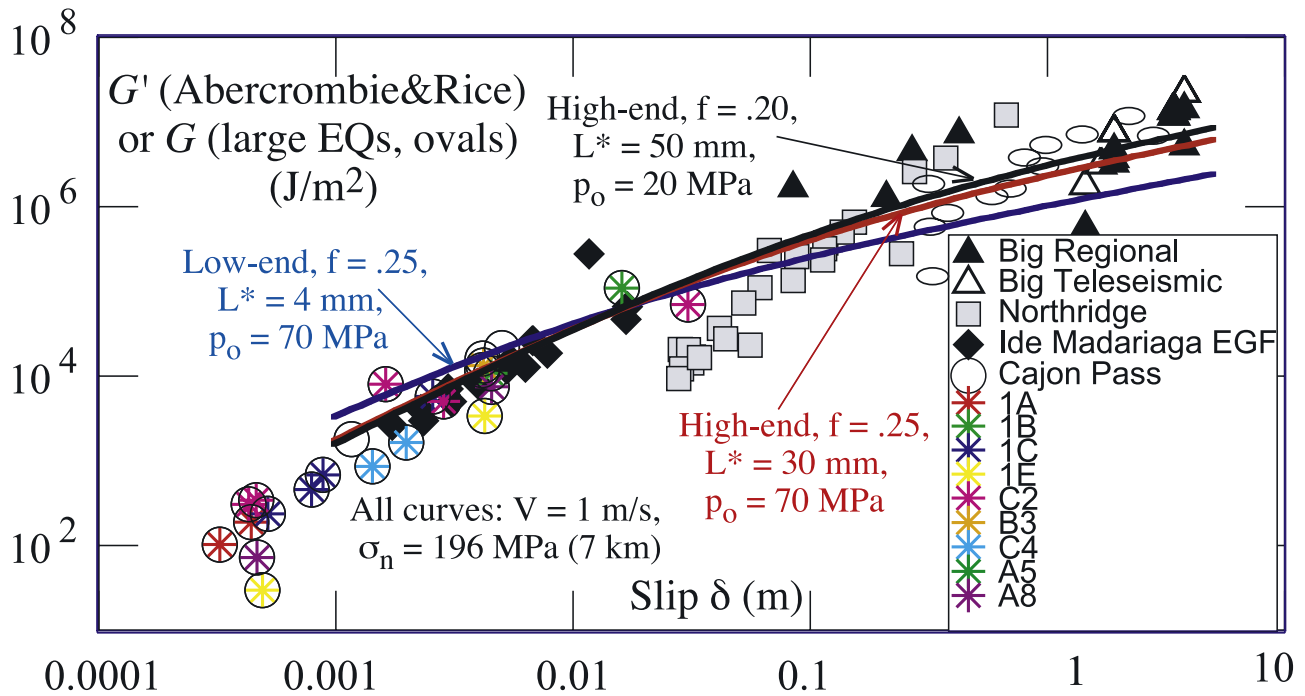 10^8
10^6
10^4
10^2
G' (Abercrombie&Rice)
or G (large EQs, ovals)
(J/m²)
High-end, f = .20,
L* = 50 mm,
p_o = 20 MPa
Low-end, f = .25,
L* = 4 mm,
p_o = 70 MPa
High-end, f = .25,
L* = 30 mm,
p_o = 70 MPa
All curves: V = 1 m/s,
σ_n = 196 MPa (7 km)
Big Regional
Big Teleseismic
Northridge
Ide Madariaga EGF
Cajon Pass
1A
1B
1C
1E
C2
B3
C4
A5
A8
Slip δ (m)
0.0001 0.001 0.01 0.1 1 10